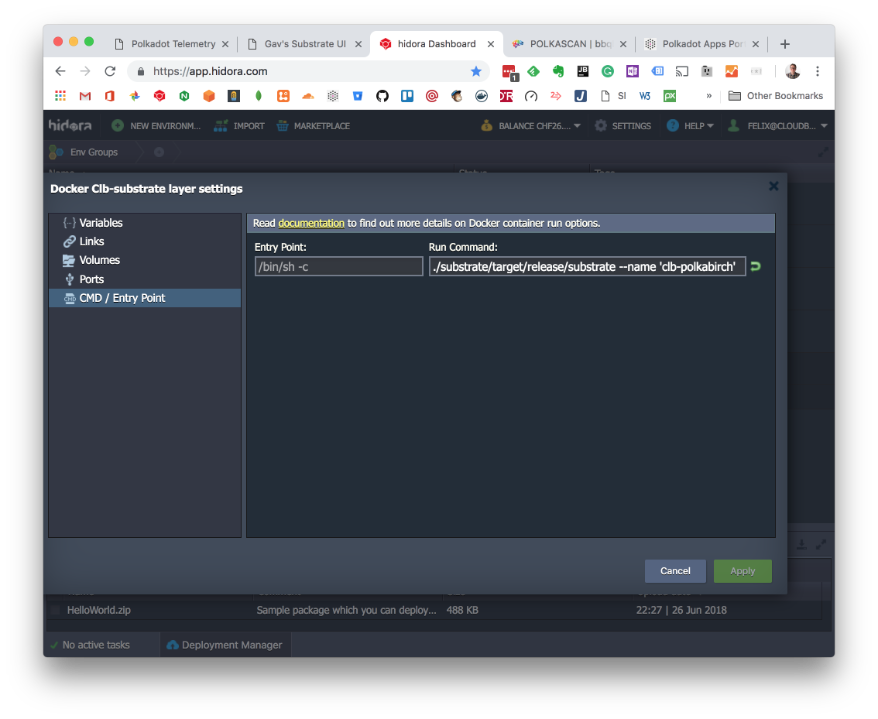 Polkadot Telemetry
Gav's Substrate UI
hidora Dashboard
POLKASCAN | bbq
Polkadot Apps Por
https://app.hidora.com
SI
W3
px
»
Other Bookmarks
hidora
NEW ENVIRONM...
IMPORT
MARKETPLACE
BALANCE CHF26....
SETTINGS
HELP
FELIX@CLOUDB...
Env Groups
Name
Status
Tags
Docker Clb-substrate layer settings
Variables
Links
Volumes
Ports
CMD / Entry Point
Read documentation to find out more details on Docker container run options.
Entry Point:
Run Command:
/bin/sh -c
./substrate/target/release/substrate --name 'clb-polkabirch'
Cancel
Apply
HelloWorld.zip
Sample package which you can deploy...
488 KB
22:27 | 26 Jun 2018
No active tasks
Deployment Manager